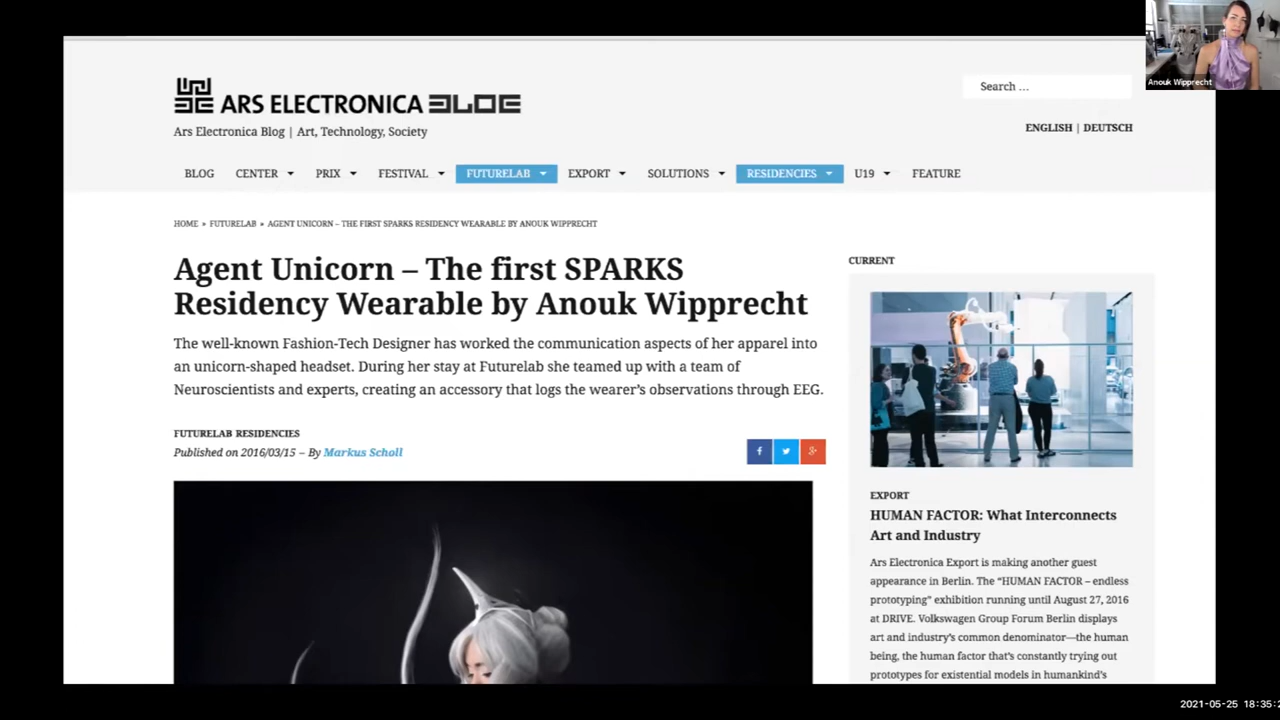 ARS ELECTRONICA BLOG
Search ...
Anouk Wipprecht
Ars Electronica Blog | Art, Technology, Society
ENGLISH | DEUTSCH
BLOG CENTER PRIX FESTIVAL FUTURELAB EXPORT SOLUTIONS RESIDENCIES U19 FEATURE
HOME » FUTURELAB » AGENT UNICORN – THE FIRST SPARKS RESIDENCY WEARABLE BY ANOUK WIPPRECHT
Agent Unicorn – The first SPARKS
Residency Wearable by Anouk Wipprecht
The well-known Fashion-Tech Designer has worked the communication aspects of her apparel into
an unicorn-shaped headset. During her stay at Futurelab she teamed up with a team of
Neuroscientists and experts, creating an accessory that logs the wearer's observations through EEG.
FUTURELAB RESIDENCIES
Published on 2016/03/15 – By Markus Scholl
CURRENT
EXPORT
HUMAN FACTOR: What Interconnects
Art and Industry
Ars Electronica Export is making another guest
appearance in Berlin. The “HUMAN FACTOR – endless
prototyping” exhibition running until August 27, 2016
at DRIVE. Volkswagen Group Forum Berlin displays
art and industry's common denominator—the human
being, the human factor that's constantly trying out
prototypes for existential models in humankind's
2021-05-25 18:35:2